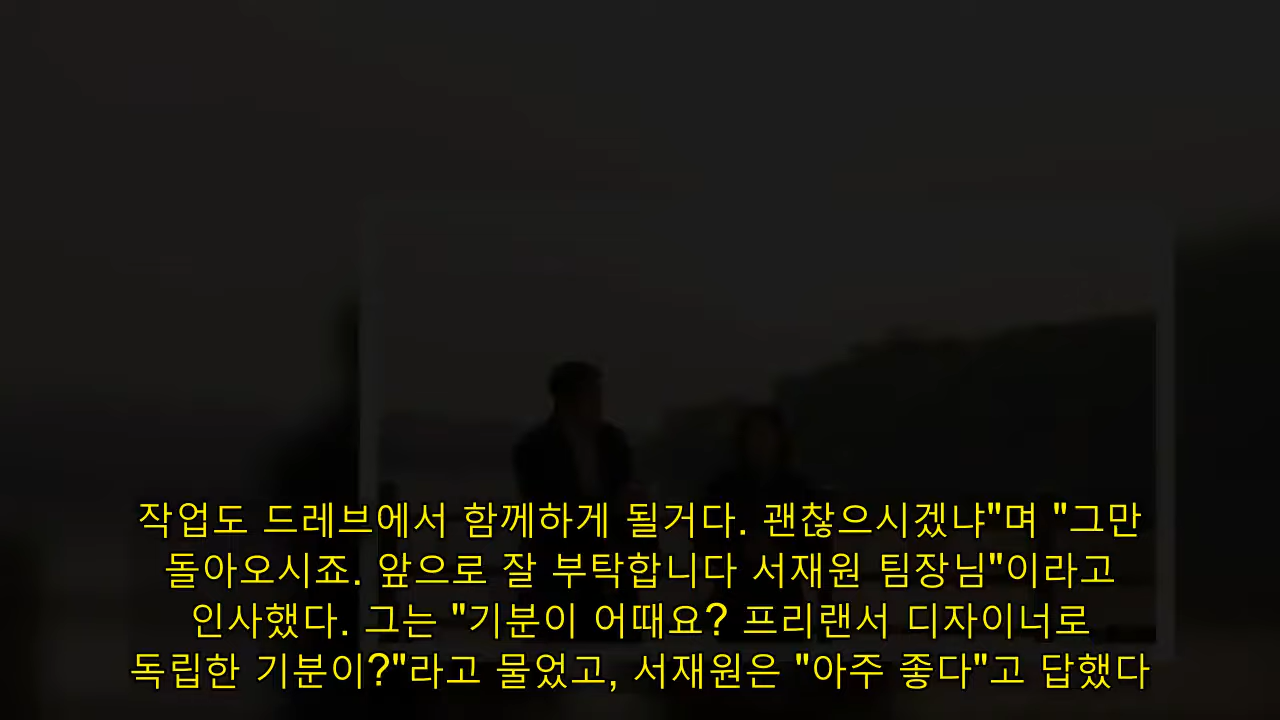 작업도 드레브에서 함께하게 될거다. 괜찮으시겠냐"며 "그만
돌아오시죠. 앞으로 잘 부탁합니다 서재원 팀장님"이라고
인사했다. 그는 "기분이 어때요? 프리랜서 디자이너로
독립한 기분이?"라고 물었고, 서재원은 "아주 좋다"고 답했다